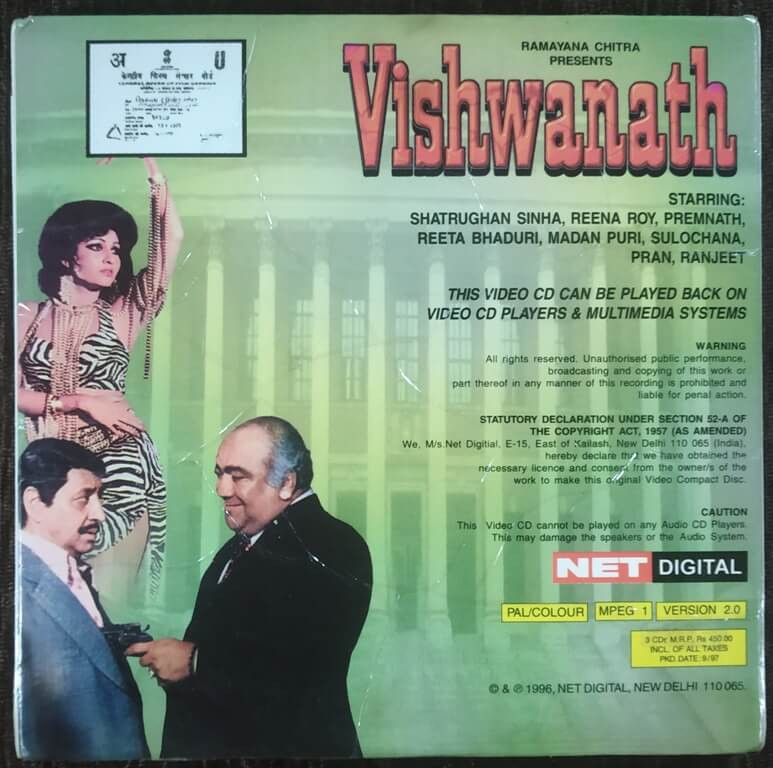 RAMAYANA CHITRA
PRESENTS
Vishwanath
अ
U
केन्द्रीय फिल्म सेन्सर बोर्ड
STARRING:
SHATRUGHAN SINHA, REENA ROY, PREMNATH,
REETA BHADURI, MADAN PURI, SULOCHANA,
PRAN, RANJEET
THIS VIDEO CD CAN BE PLAYED BACK ON
VIDEO CD PLAYERS & MULTIMEDIA SYSTEMS
WARNING
All rights reserved. Unauthorised public performance,
broadcasting and copying of this work or
part thereof in any manner of this recording is prohibited and
liable for penal action.
STATUTORY DECLARATION UNDER SECTION 52-A OF
THE COPYRIGHT ACT, 1957 (AS AMENDED)
We, M/s.Net Digitial, E-15, East of Kailash, New Delhi 110 065 (India),
hereby declare that we have obtained the
necessary licence and consent from the owner/s of the
work to make this original Video Compact Disc.
CAUTION
This Video CD cannot be played on any Audio CD Players.
This may damage the speakers or the Audio System.
NET DIGITAL
PAL/COLOUR MPEG 1 VERSION 2.0
3 CDs M.R.P. Rs 450.00
INCL. OF ALL TAXES
PKD.DATE:9/97
© & ℗ 1996, NET DIGITAL, NEW DELHI 110 065.